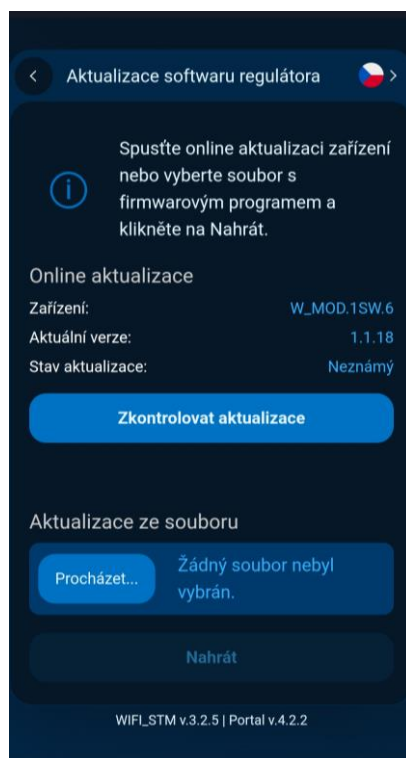 Aktualizace softwaru regulátora
Spusťte online aktualizaci zařízení
nebo vyberte soubor s
firmwarovým programem a
klikněte na Nahrát.
Online aktualizace
Zařízení: W_MOD.1SW.6
Aktuální verze: 1.1.18
Stav aktualizace: Neznámý
Zkontrolovat aktualizace
Aktualizace ze souboru
Procházet... Žádný soubor nebyl
vybrán.
Nahrát
WIFI_STM v.3.2.5 | Portal v.4.2.2